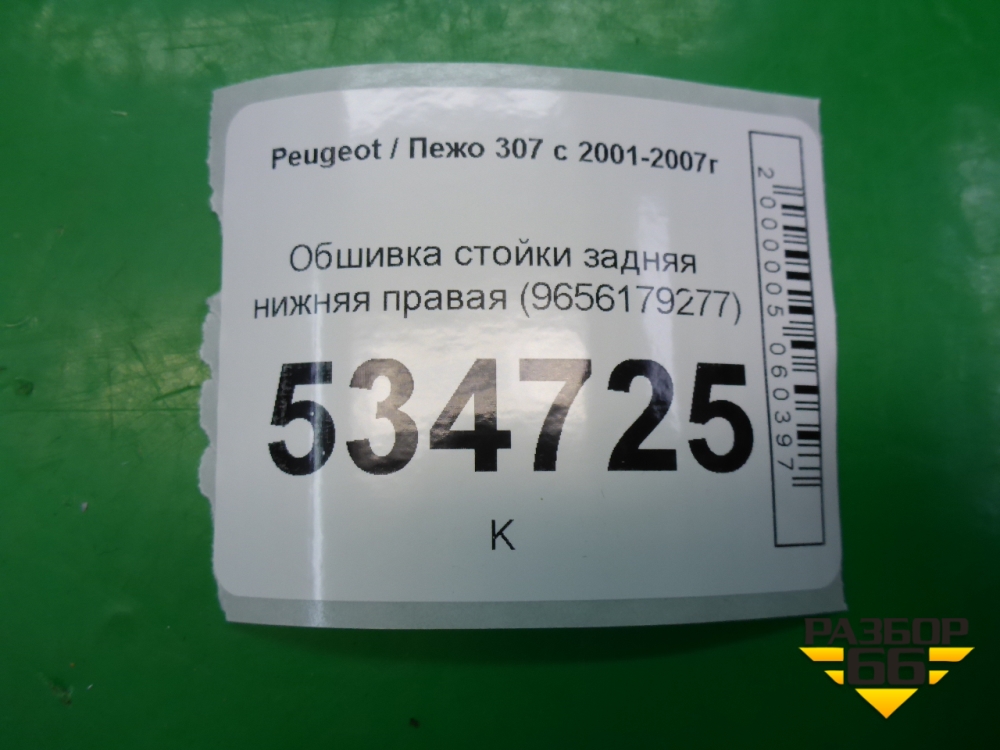 Peugeot / Пежо 307 с 2001-2007г
Обшивка стойки задняя
нижняя правая (9656179277)
534725
К
2000005060397
РАЗБОР
66